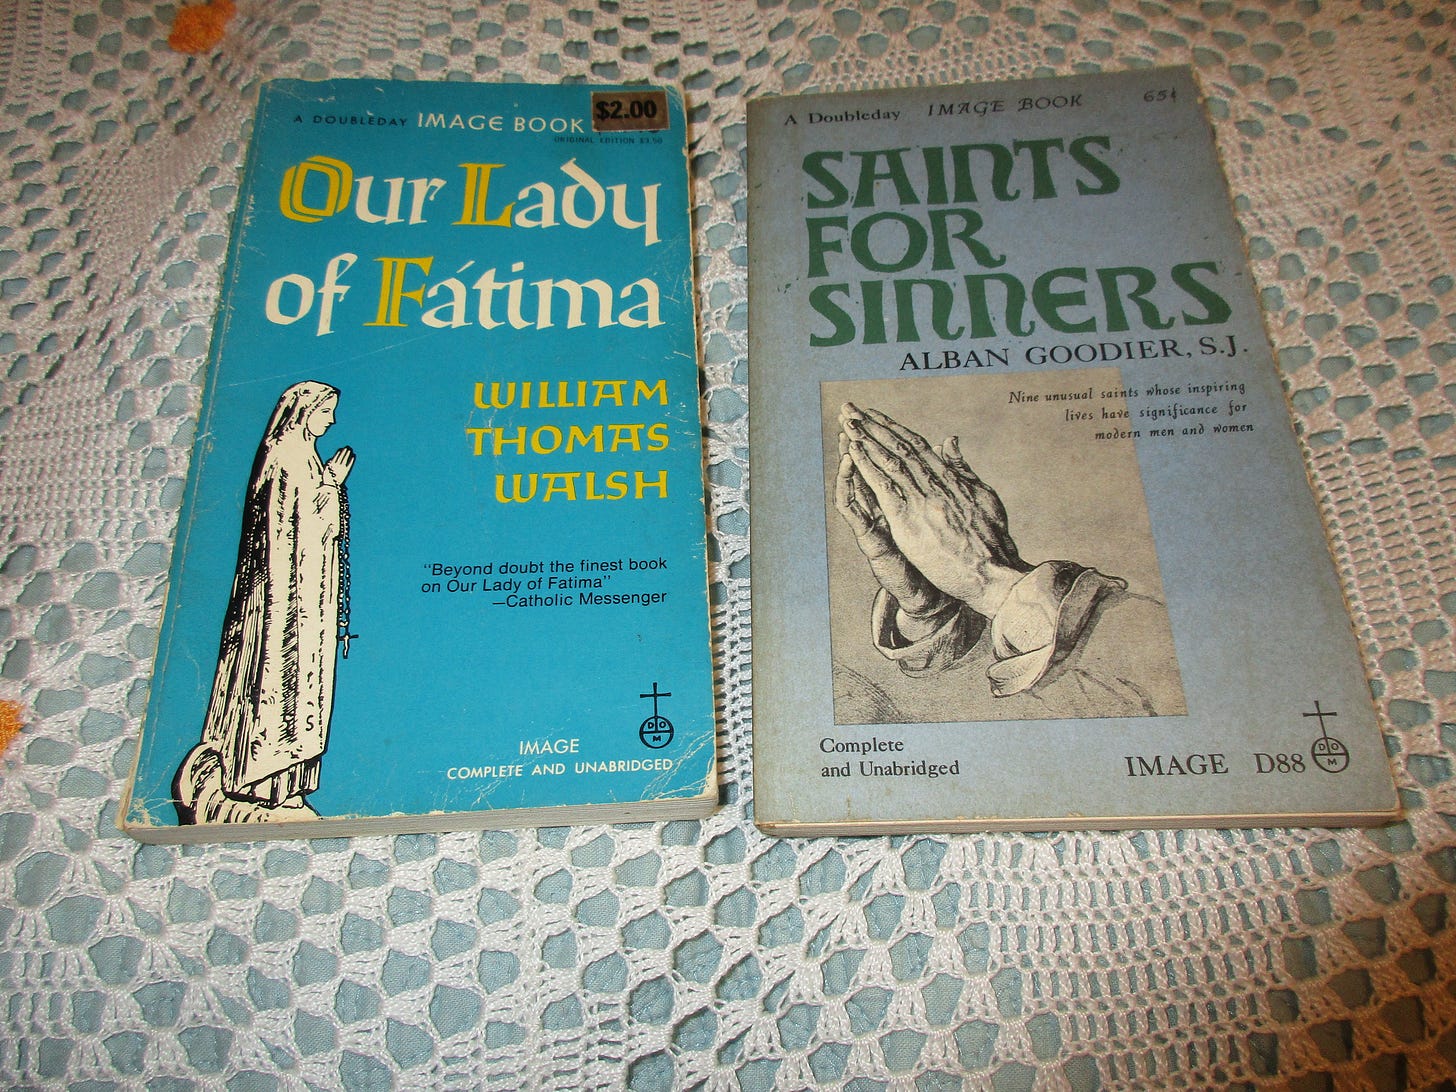 A DOUBLEDAY IMAGE BOOK
$2.00
ORIGINAL EDITION $3.50
Our Lady
of Fátima
WILLIAM
THOMAS
WALSH
"Beyond doubt the finest book
on Our Lady of Fatima"
—Catholic Messenger
DOM
IMAGE
COMPLETE AND UNABRIDGED
A Doubleday IMAGE BOOK 65¢
SAINTS
FOR
SINNERS
ALBAN GOODIER, S.J.
Nine unusual saints whose inspiring
lives have significance for
modern men and women
Complete
and Unabridged
IMAGE D88
DOM